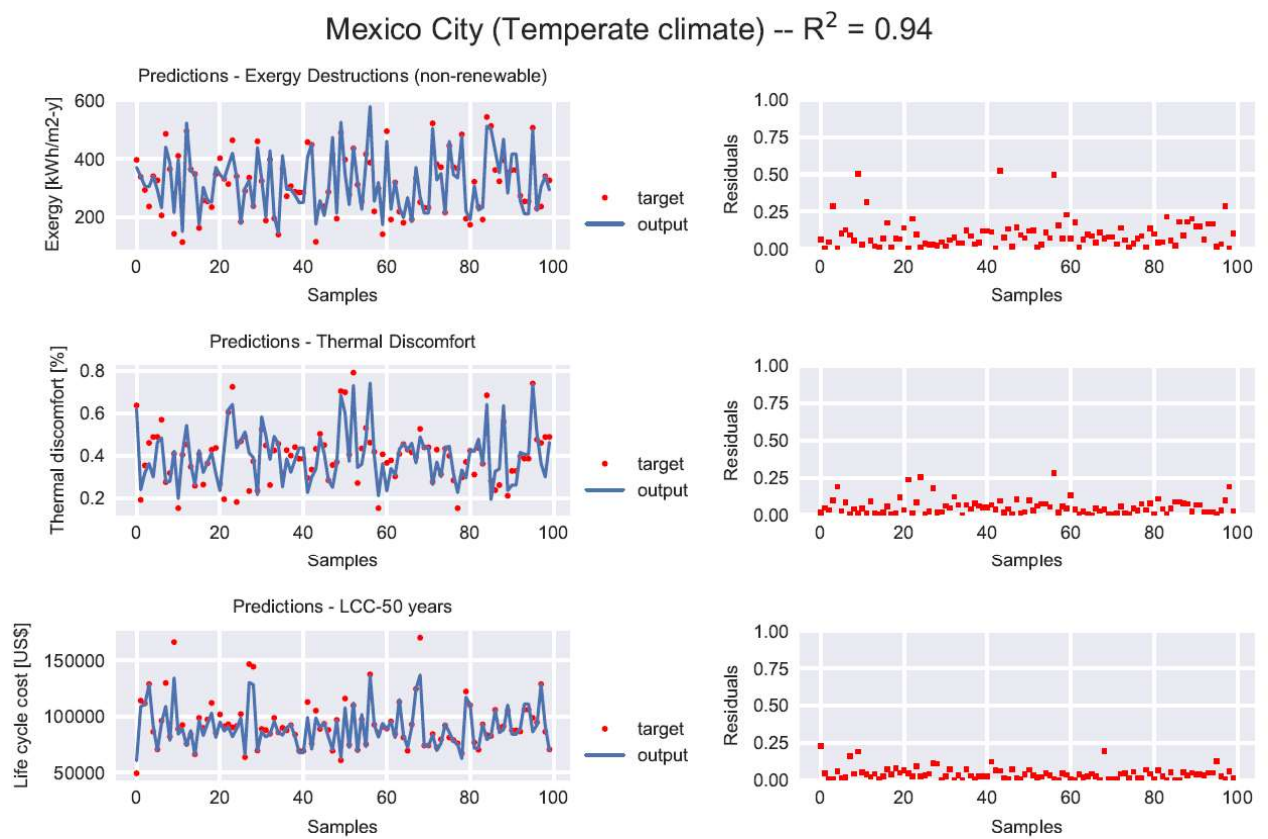 Mexico City (Temperate climate) -- R² = 0.94
Predictions - Exergy Destructions (non-renewable)
Exergy [kWh/m2-y]
600
400
200
0 20 40 60 80 100
Samples
target
output
Residuals
1.00
0.75
0.50
0.25
0.00
0 20 40 60 80 100
Samples
Predictions - Thermal Discomfort
Thermal discomfort [%]
0.8
0.6
0.4
0.2
0 20 40 60 80 100
Samples
target
output
Residuals
1.00
0.75
0.50
0.25
0.00
0 20 40 60 80 100
Samples
Predictions - LCC-50 years
Life cycle cost [US$]
150000
100000
50000
0 20 40 60 80 100
Samples
target
output
Residuals
1.00
0.75
0.50
0.25
0.00
0 20 40 60 80 100
Samples